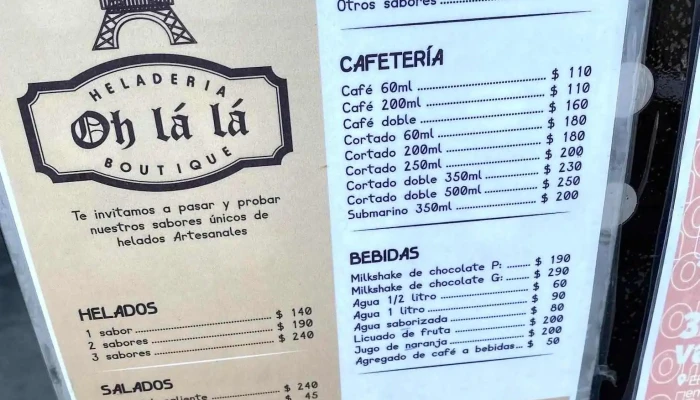 HELADERIA
Oh lá lá
BOUTIQUE
Te invitamos a pasar y probar
nuestros sabores únicos de
helados Artesanales
HELADOS
1 sabor $ 140
2 sabores $ 190
3 sabores $ 240
SALADOS
caliente $ 240
$ 45
Otros sabores
CAFETERÍA
Café 60ml $ 110
Café 200ml $ 110
Café doble $ 160
Cortado 60ml $ 180
Cortado 200ml $ 180
Cortado 250ml $ 200
Cortado doble 350ml $ 230
Cortado doble 500ml $ 250
Submarino 350ml $ 200
BEBIDAS
Milkshake de chocolate P: $ 190
Milkshake de chocolate G: $ 290
Agua 1/2 litro $ 60
Agua 1 litro $ 90
Agua saborizada $ 80
Licuado de fruta $ 200
Jugo de naranja $ 200
Agregado de café a bebidas... $ 50